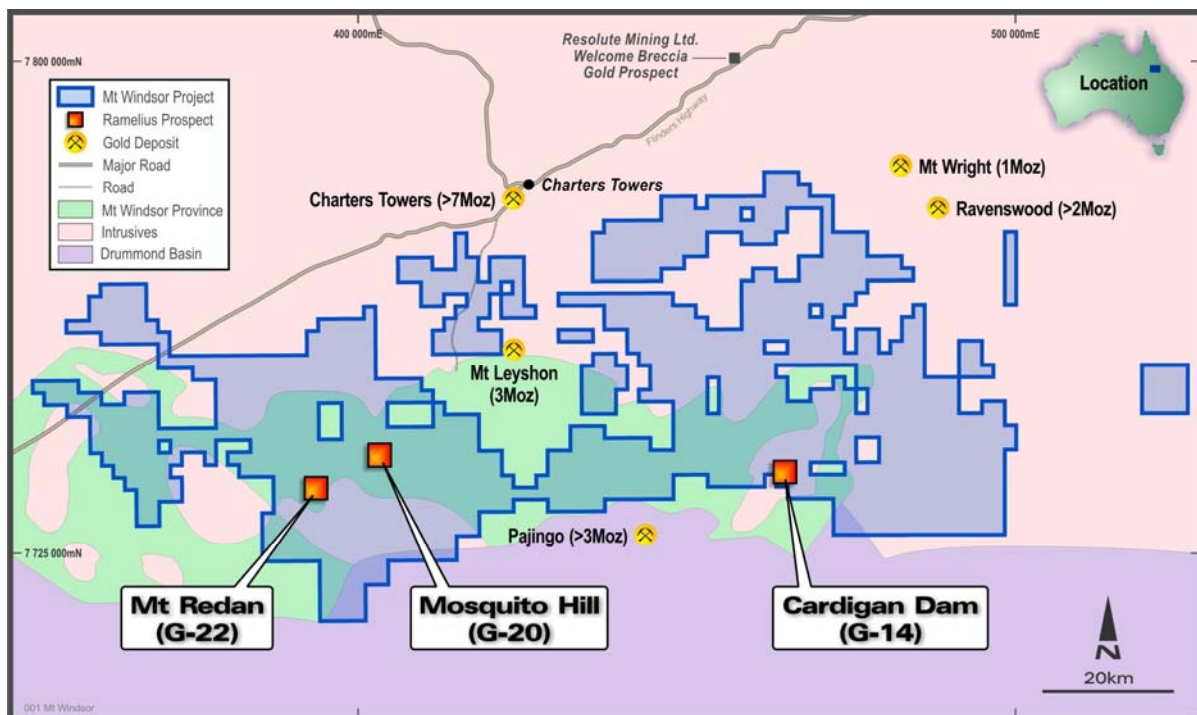 400 000mE
500 000mE
7 800 000mN
Resolute Mining Ltd.
Welcome Breccia
Gold Prospect
Location
Flinders Highway
Mt Windsor Project
Ramelius Prospect
Gold Deposit
Major Road
Road
Mt Windsor Province
Intrusives
Drummond Basin
Charters Towers
Charters Towers (>7Moz)
Mt Wright (1Moz)
Ravenswood (>2Moz)
Mt Leyshon
(3Moz)
Pajingo (>3Moz)
7 725 000mN
Mt Redan
(G-22)
Mosquito Hill
(G-20)
Cardigan Dam
(G-14)
N
20km
001 Mt Windsor